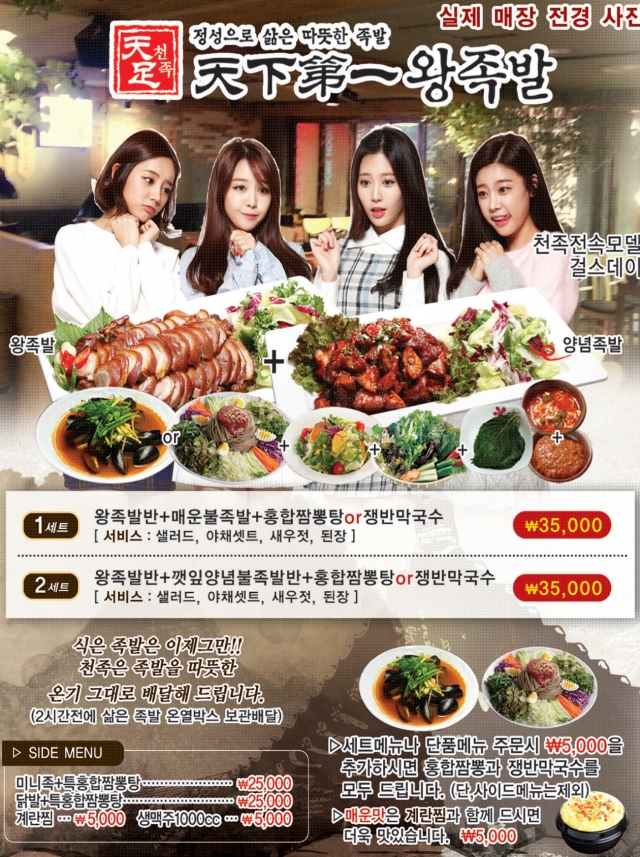 실제 매장 전경 사진
天足 천족
정성으로 삶은 따뜻한 족발
天下第一왕족발
천족전속모델
걸스데이
왕족발
+
양념족발
or + + + +
1세트 왕족발반+매운불족발+홍합짬뽕탕or쟁반막국수 ₩35,000
[ 서비스 : 샐러드, 야채셋트, 새우젓, 된장 ]
2세트 왕족발반+깻잎양념불족발반+홍합짬뽕탕or쟁반막국수 ₩35,000
[ 서비스 : 샐러드, 야채셋트, 새우젓, 된장 ]
식은 족발은 이제그만!!
천족은 족발을 따뜻한
온기 그대로 배달해 드립니다.
(2시간전에 삶은 족발 온열박스 보관배달)
▷ SIDE MENU
미니족+특홍합짬뽕탕 ········ ₩25,000
닭발+특홍합짬뽕탕 ········ ₩25,000
계란찜 ··· ₩5,000 생맥주1000cc ··· ₩5,000
▷세트메뉴나 단품메뉴 주문시 ₩5,000을
추가하시면 홍합짬뽕과 쟁반막국수를
모두 드립니다. (단,사이드메뉴는제외)
▷매운맛은 계란찜과 함께 드시면
더욱 맛있습니다. ₩5,000